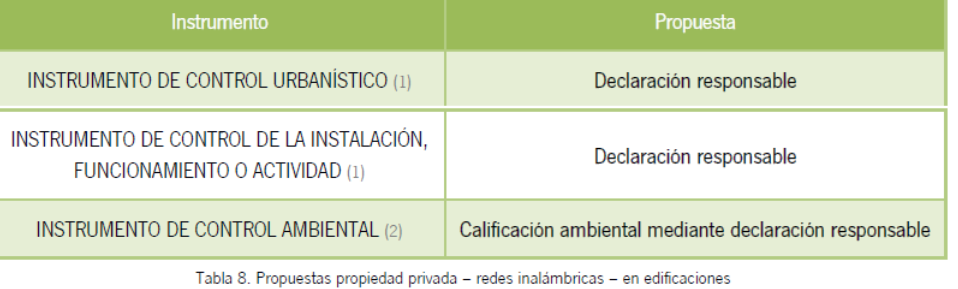 Instrumento Propuesta
INSTRUMENTO DE CONTROL URBANÍSTICO (1) Declaración responsable
INSTRUMENTO DE CONTROL DE LA INSTALACIÓN,
FUNCIONAMIENTO O ACTIVIDAD (1) Declaración responsable
INSTRUMENTO DE CONTROL AMBIENTAL (2) Calificación ambiental mediante declaración responsable
Tabla 8. Propuestas propiedad privada – redes inalámbricas – en edificaciones